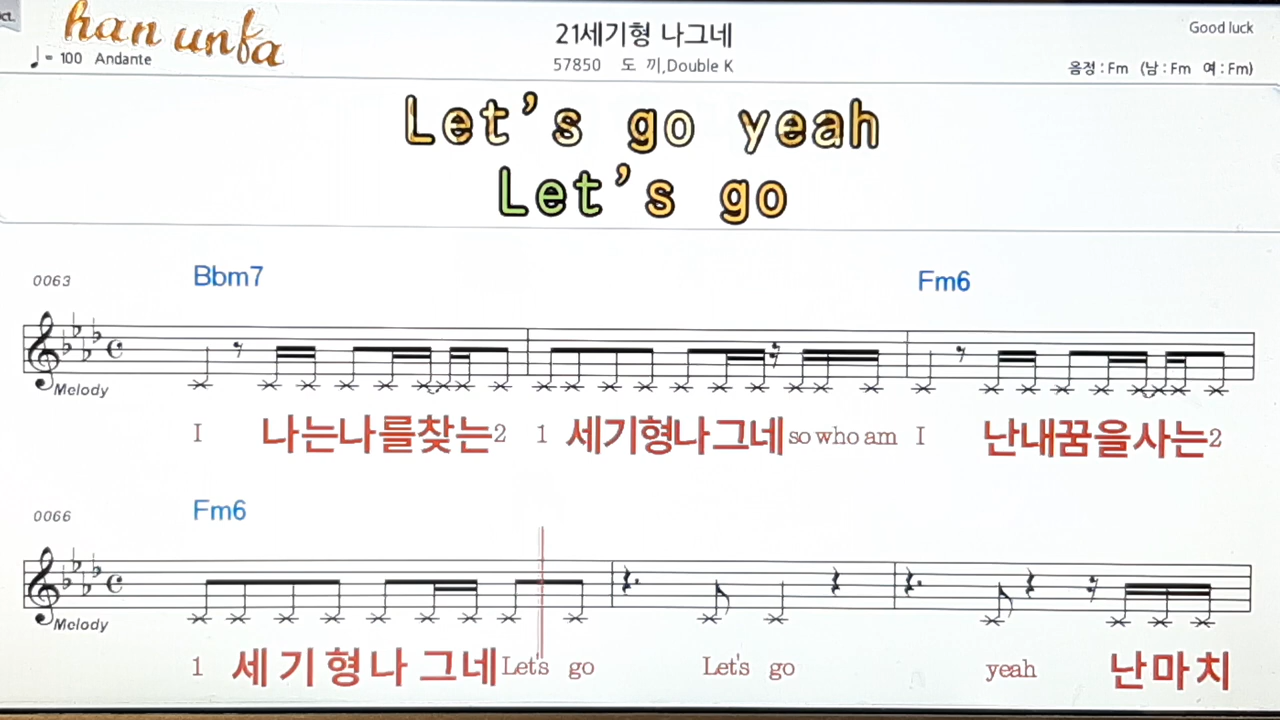 han unfa
♩= 100 Andante
21세기형 나그네
57850 도 끼,Double K
Good luck
음정 : Fm (남 : Fm 여 : Fm)
Let's go yeah
Let's go
0063 Bbm7 Fm6
Melody
I 나는나를찾는2 1 세기형나그네 so who am I 난내꿈을사는2
0066 Fm6
Melody
1 세 기 형 나 그네 Let's go Let's go yeah 난 마 치